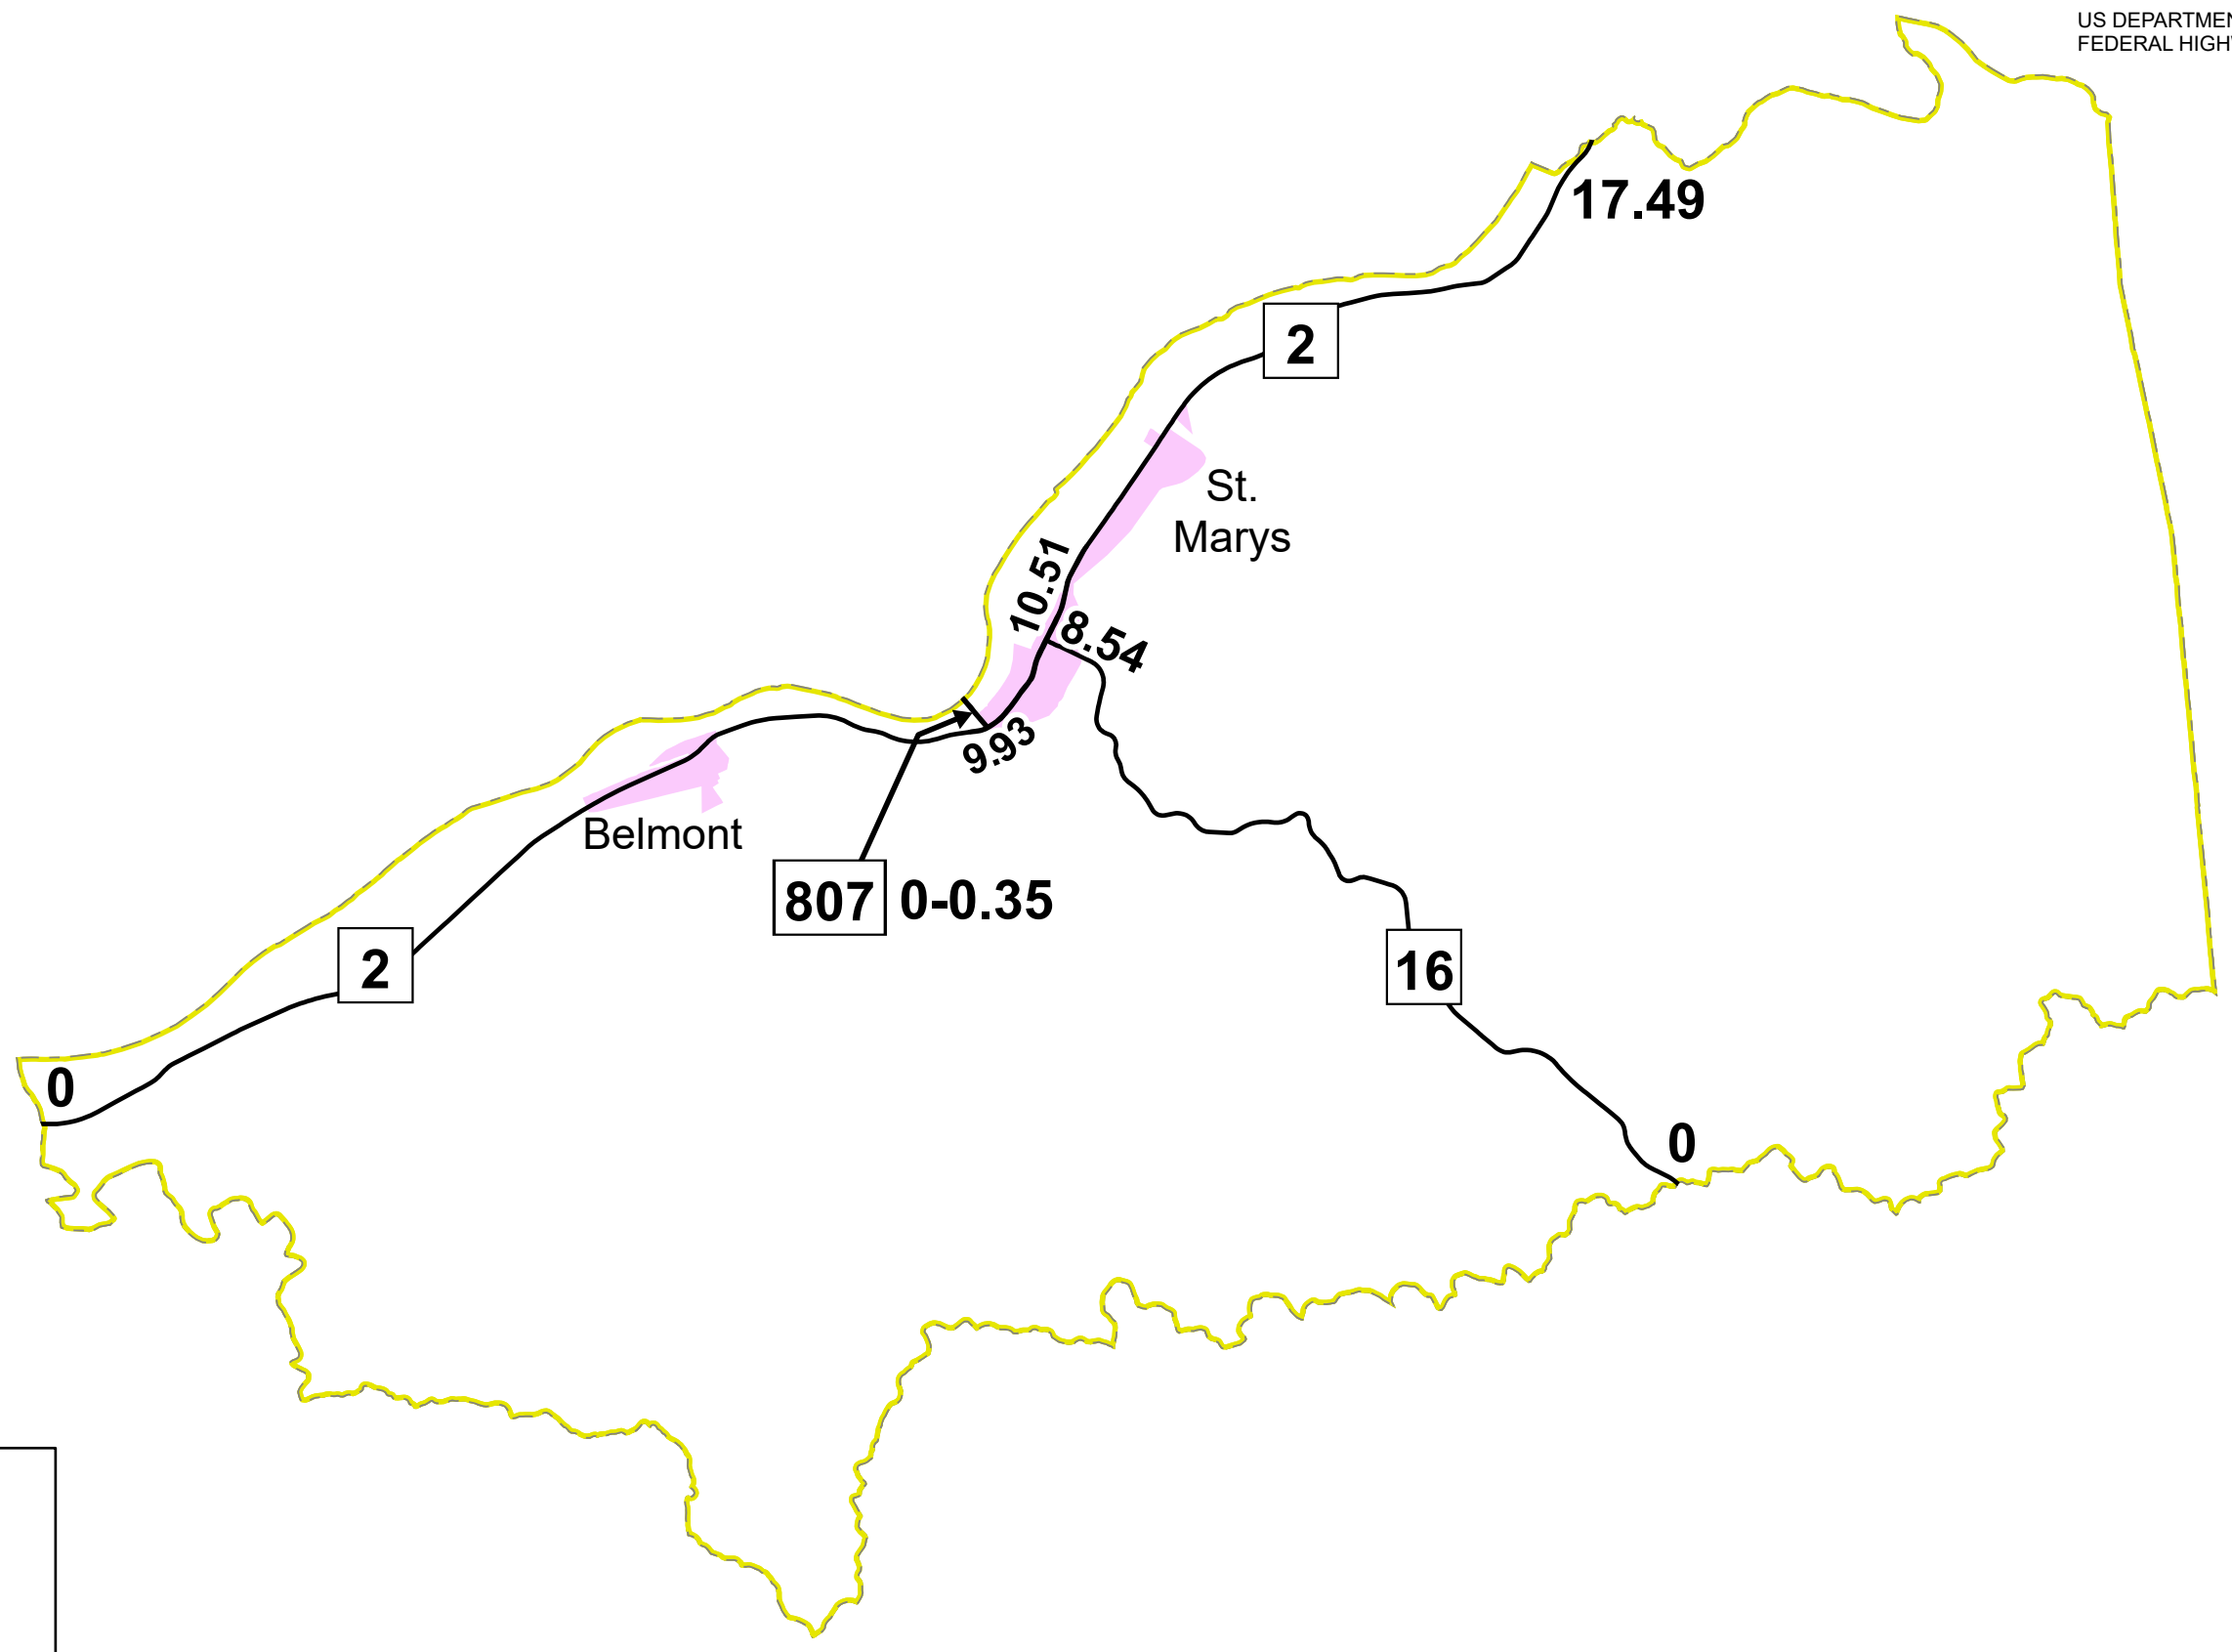 US DEPARTMEN
FEDERAL HIGHW
17.49
2
St.
Marys
10.51
8.54
9.93
Belmont
807 0-0.35
2
16
0
0